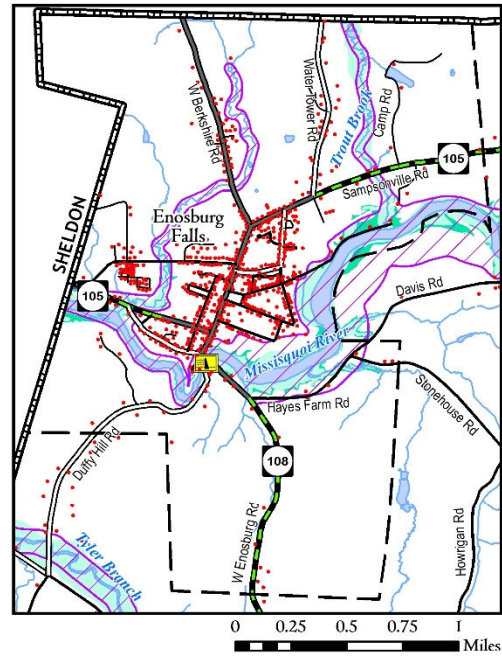 W Berkshire Rd
Water Tower Rd
Trout Brook
Camp Rd
105
Sampsonville Rd
SHELDON
Enosburg
Falls
105
Davis Rd
Missisquoi River
Stonehouse Rd
Hayes Farm Rd
Duffy Hill Rd
108
W Enosburg Rd
Howrigan Rd
Tyler Branch
0 0.25 0.5 0.75 1
Miles